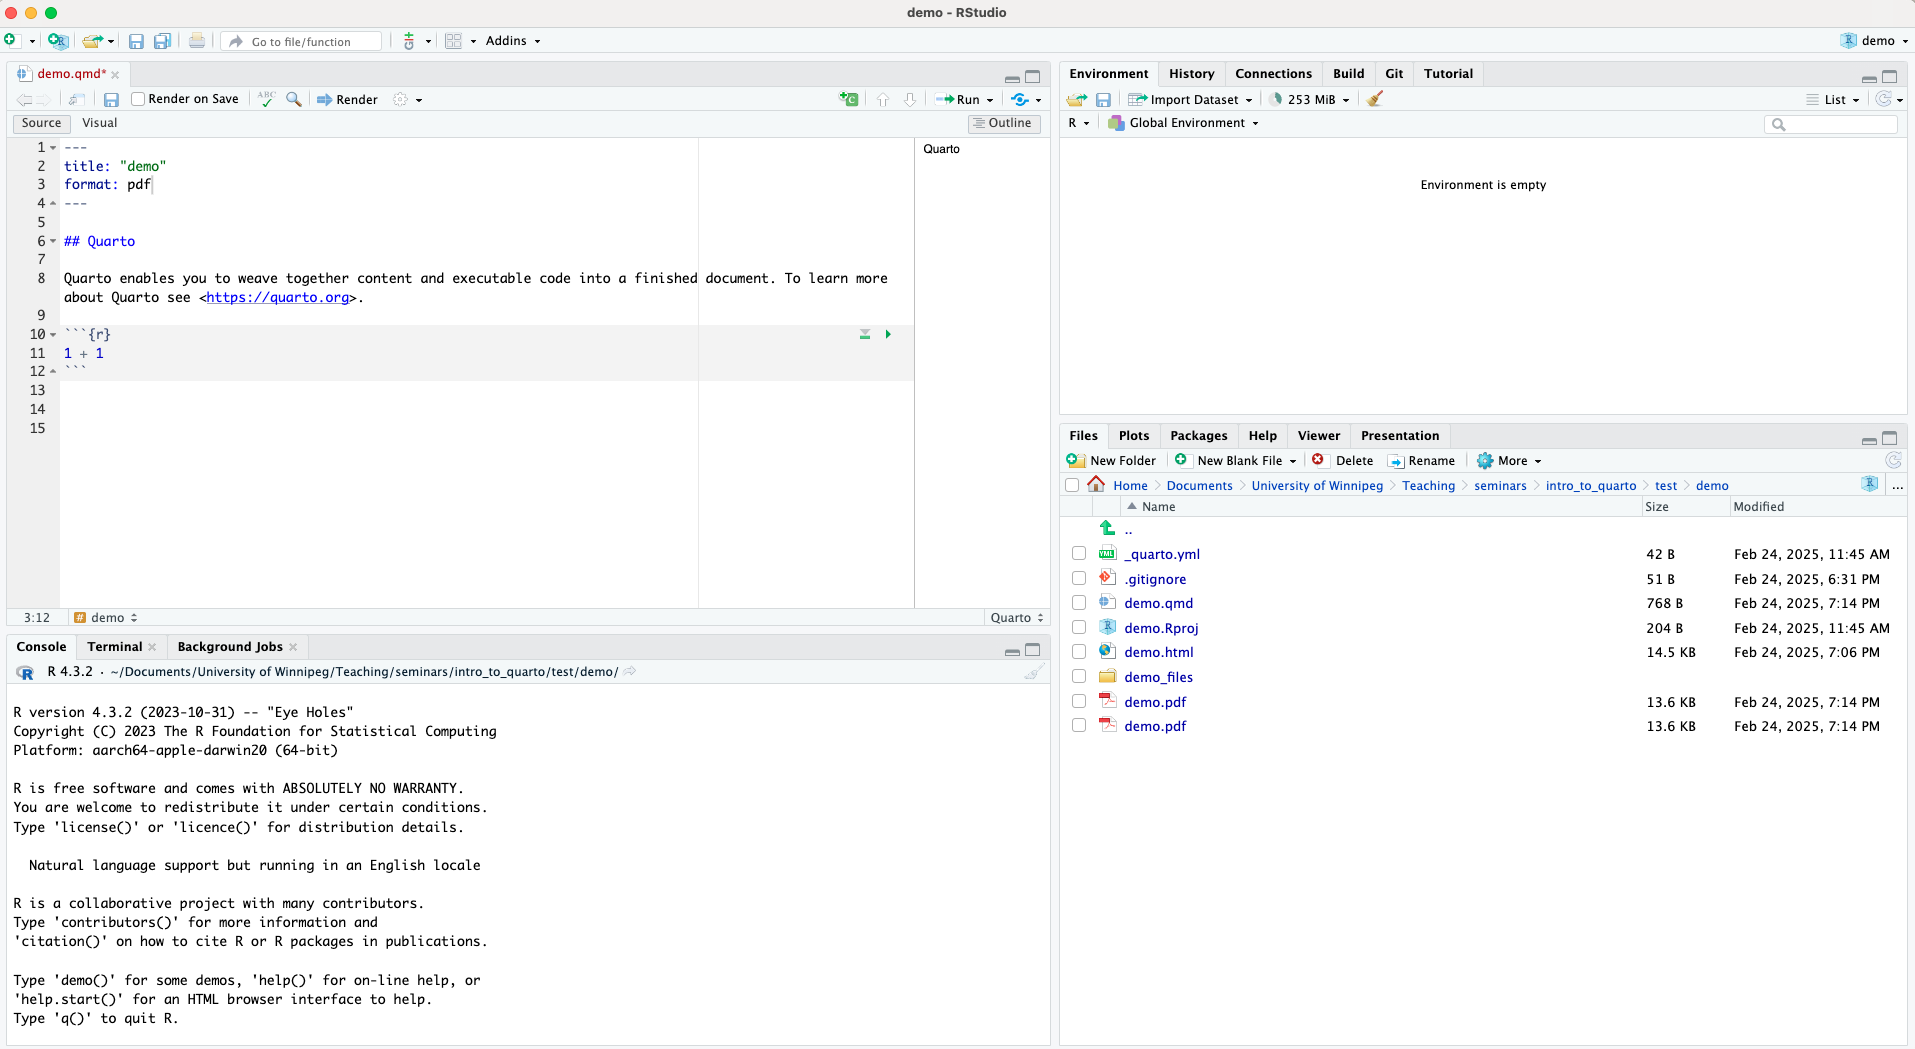 demo - RStudio
Go to file/function
Addins
demo
demo.qmd*
Render on Save
ABC
Render
Run
Source
Visual
Outline
1 ---
2 title: "demo"
3 format: pdf
4 ---
5
6 ## Quarto
7
8 Quarto enables you to weave together content and executable code into a finished document. To learn more
about Quarto see <https://quarto.org>.
9
10 ```{r}
11 1 + 1
12 ```
13
14
15
Quarto
3:12
# demo
Quarto
Console Terminal Background Jobs
R 4.3.2 · ~/Documents/University of Winnipeg/Teaching/seminars/intro_to_quarto/test/demo/
R version 4.3.2 (2023-10-31) -- "Eye Holes"
Copyright (C) 2023 The R Foundation for Statistical Computing
Platform: aarch64-apple-darwin20 (64-bit)
R is free software and comes with ABSOLUTELY NO WARRANTY.
You are welcome to redistribute it under certain conditions.
Type 'license()' or 'licence()' for distribution details.
Natural language support but running in an English locale
R is a collaborative project with many contributors.
Type 'contributors()' for more information and
'citation()' on how to cite R or R packages in publications.
Type 'demo()' for some demos, 'help()' for on-line help, or
'help.start()' for an HTML browser interface to help.
Type 'q()' to quit R.
Environment History Connections Build Git Tutorial
Import Dataset
253 MiB
List
R
Global Environment
Environment is empty
Files Plots Packages Help Viewer Presentation
New Folder New Blank File Delete Rename More
Home Documents University of Winnipeg Teaching seminars intro_to_quarto test demo
...
Name Size Modified
..
_quarto.yml 42 B Feb 24, 2025, 11:45 AM
.gitignore 51 B Feb 24, 2025, 6:31 PM
demo.qmd 768 B Feb 24, 2025, 7:14 PM
demo.Rproj 204 B Feb 24, 2025, 11:45 AM
demo.html 14.5 KB Feb 24, 2025, 7:06 PM
demo_files
demo.pdf 13.6 KB Feb 24, 2025, 7:14 PM
demo.pdf 13.6 KB Feb 24, 2025, 7:14 PM